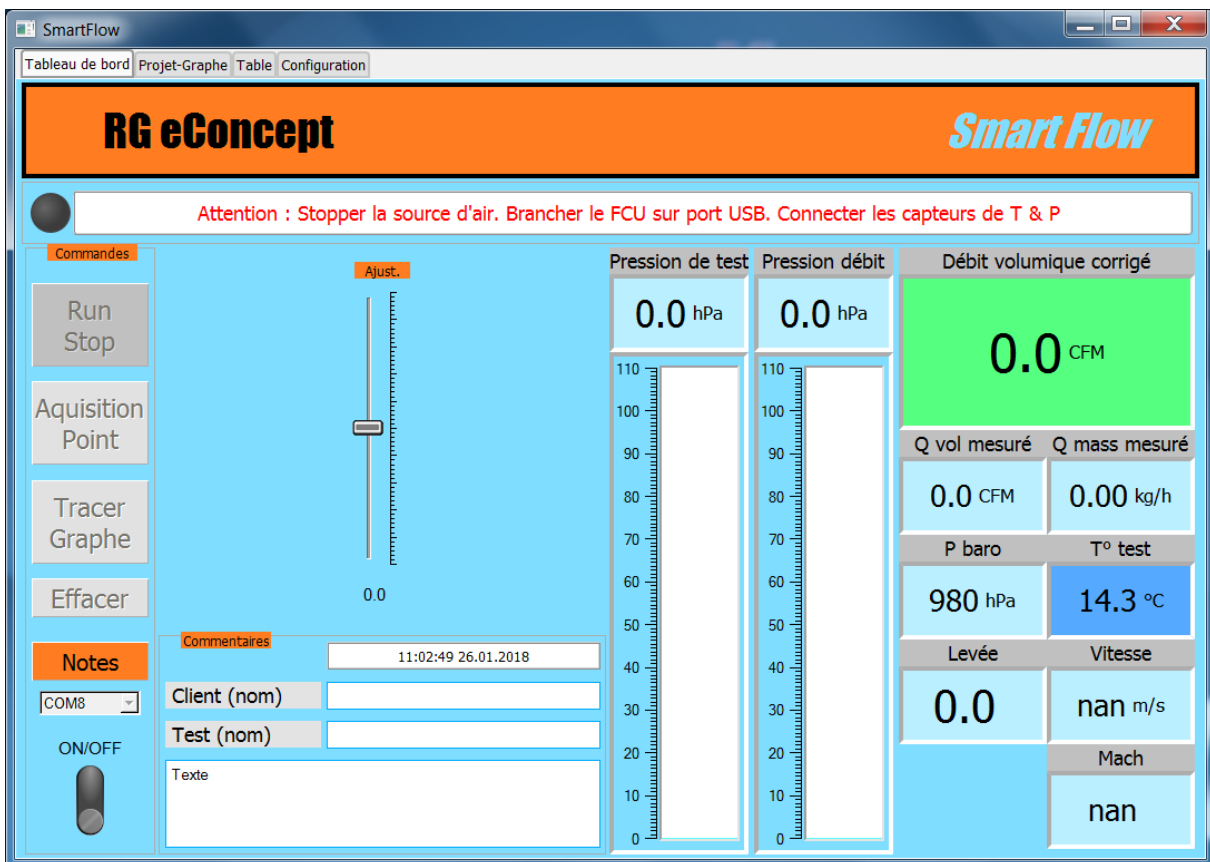 SmartFlow
Tableau de bord Projet-Graphe Table Configuration
RG eConcept
Smart Flow
Attention : Stopper la source d'air. Brancher le FCU sur port USB. Connecter les capteurs de T & P
Commandes
Run
Stop
Aquisition
Point
Tracer
Graphe
Effacer
Notes
COM8
ON/OFF
Ajust.
0.0
Commentaires
11:02:49 26.01.2018
Client (nom)
Test (nom)
Texte
Pression de test
0.0 hPa
110
100
90
80
70
60
50
40
30
20
10
0
Pression débit
0.0 hPa
110
100
90
80
70
60
50
40
30
20
10
0
Débit volumique corrigé
0.0 CFM
Q vol mesuré Q mass mesuré
0.0 CFM 0.00 kg/h
P baro T° test
980 hPa 14.3 °C
Levée Vitesse
0.0 nan m/s
Mach
nan